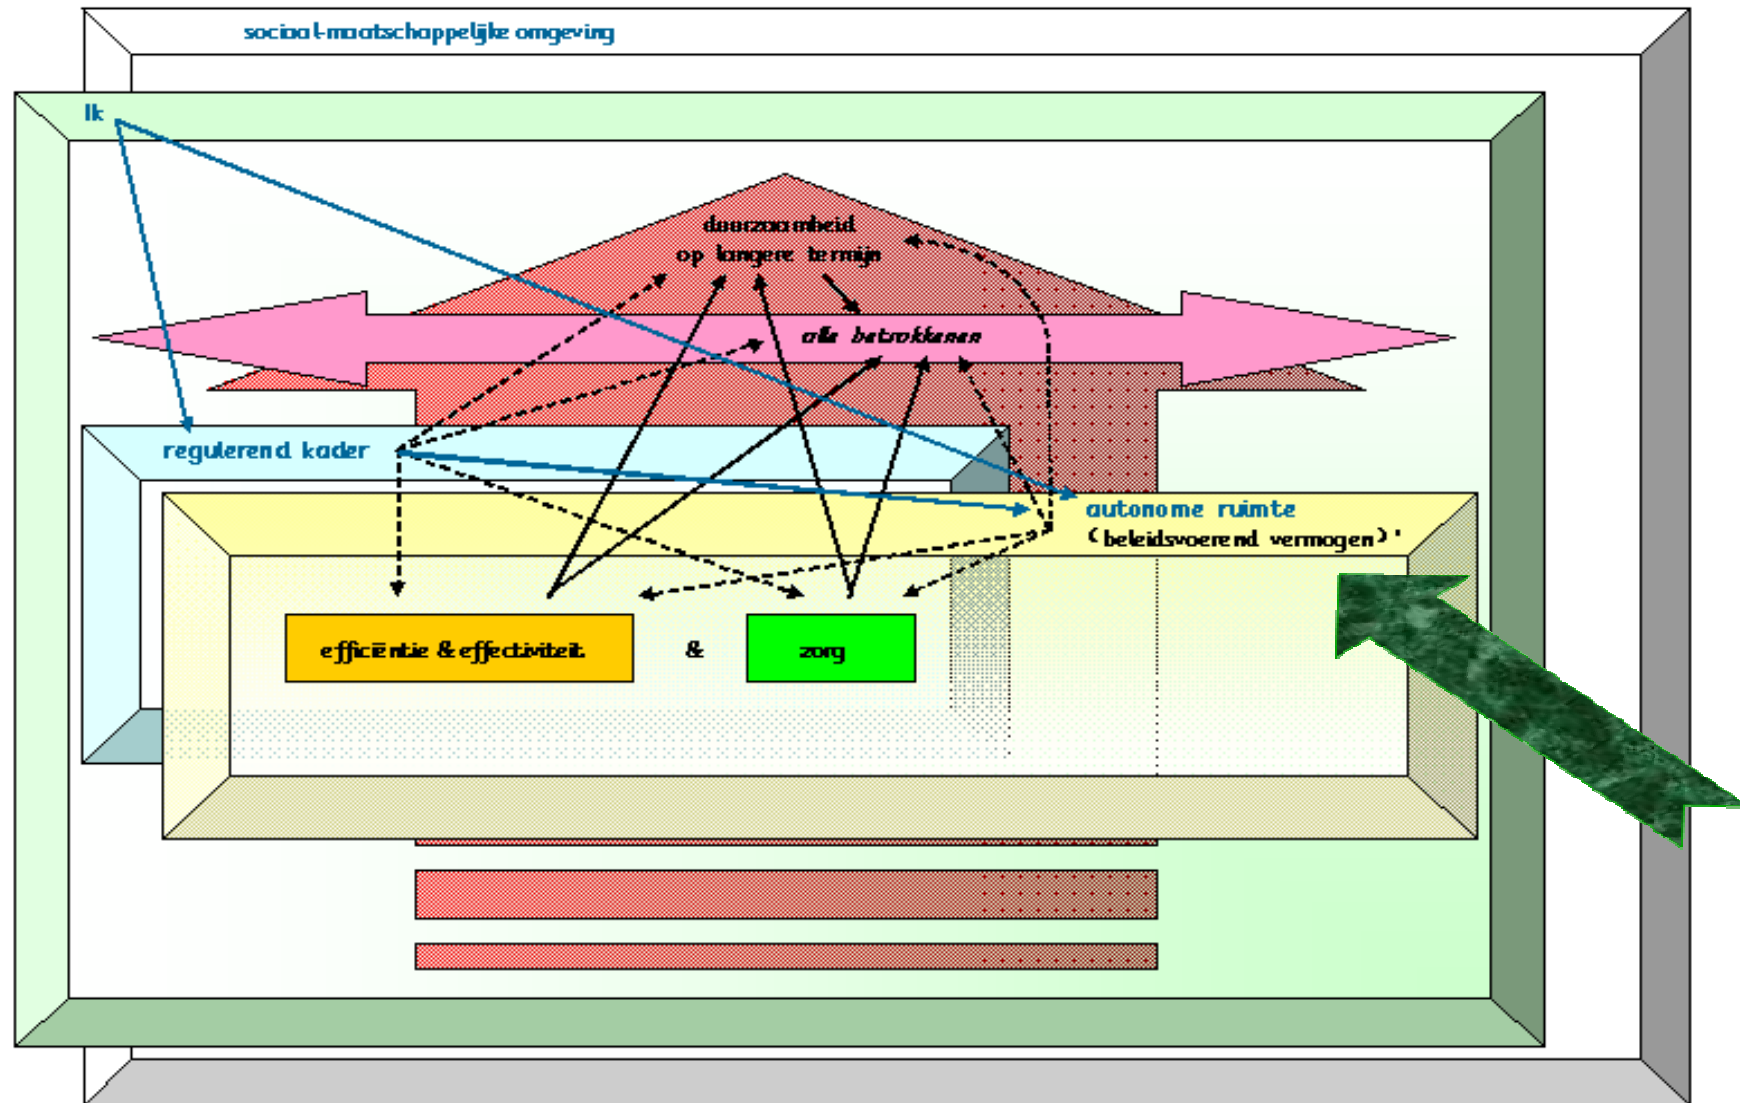 sociaal-maatschappelijke omgeving
Ik
duurzaamheid
op langere termijn
alle betrokkenen
regulerend kader
autonome ruimte
(beleidsvoerend vermogen)'
efficiëntie & effectiviteit
&
zorg